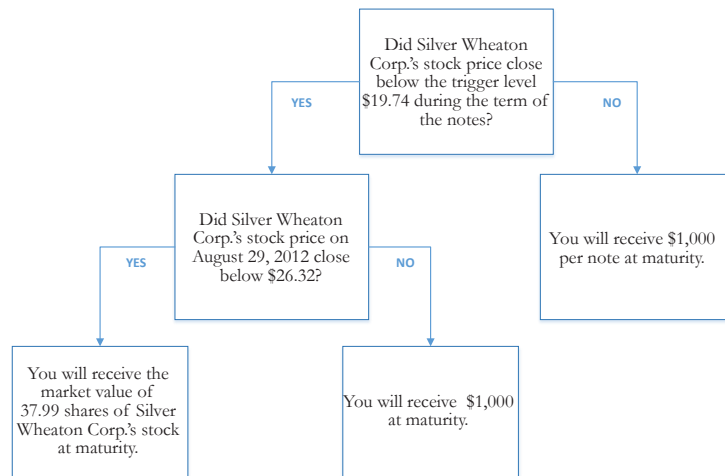 Did Silver Wheaton
Corp.'s stock price close
below the trigger level
$19.74 during the term of
the notes?
YES
NO
Did Silver Wheaton
Corp.'s stock price on
August 29, 2012 close
below $26.32?
You will receive $1,000
per note at maturity.
YES
NO
You will receive the
market value of
37.99 shares of Silver
Wheaton Corp.'s stock
at maturity.
You will receive $1,000
at maturity.